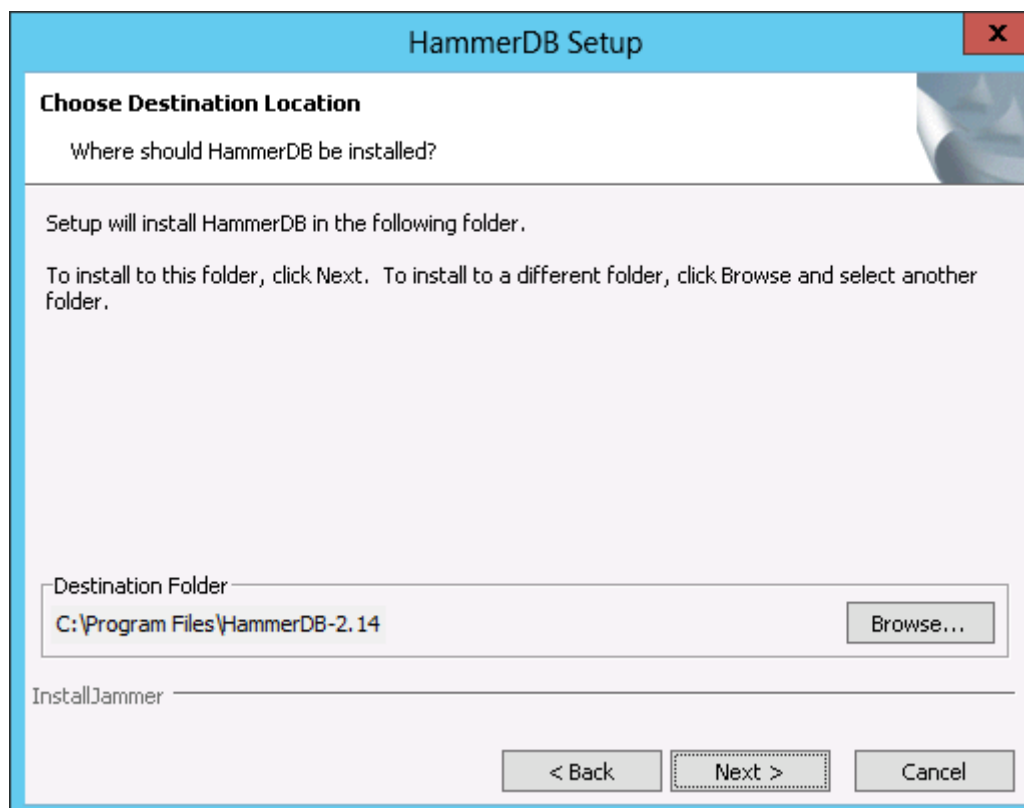 HammerDB Setup
x
Choose Destination Location
Where should HammerDB be installed?
Setup will install HammerDB in the following folder.
To install to this folder, click Next.  To install to a different folder, click Browse and select another
folder.
Destination Folder
C:\Program Files\HammerDB-2.14
Browse...
InstallJammer
< Back
Next >
Cancel